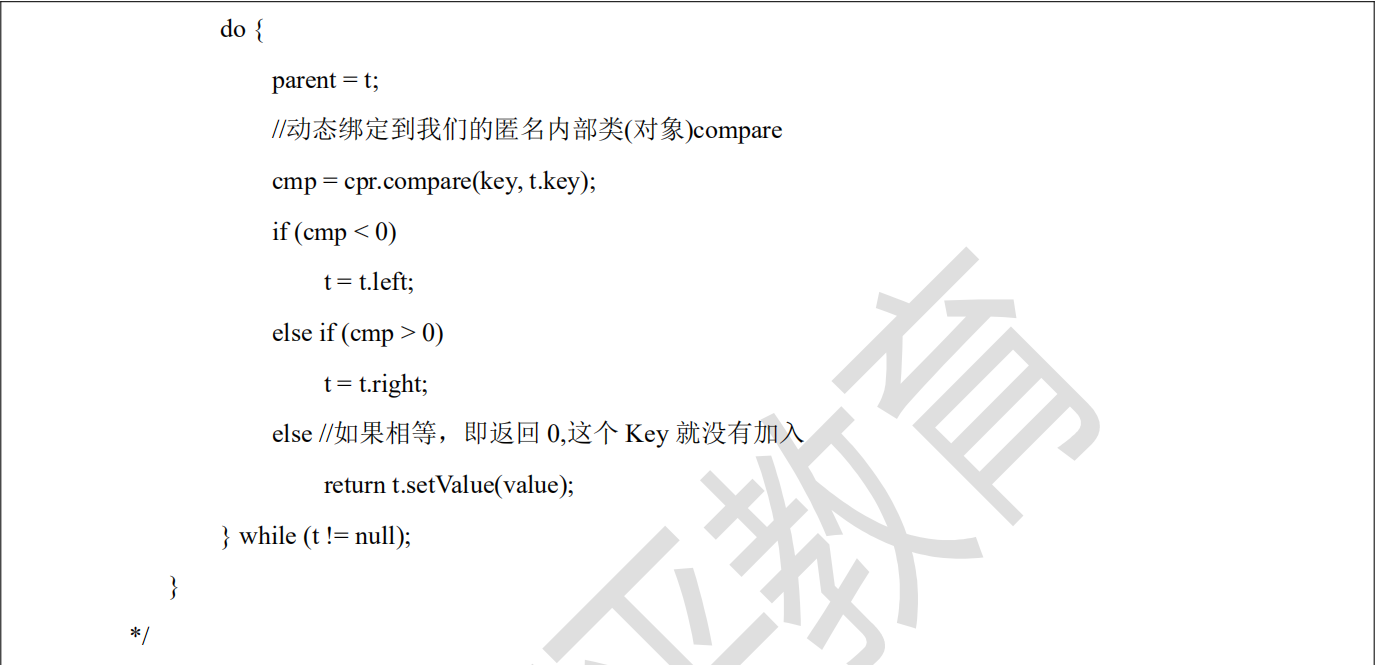 do {
parent = t;
//动态绑定到我们的匿名内部类(对象)compare
cmp = cpr.compare(key, t.key);
if (cmp < 0)
t = t.left;
else if (cmp > 0)
t = t.right;
else //如果相等，即返回 0,这个 Key 就没有加入
return t.setValue(value);
} while (t != null);
}
*/
教育